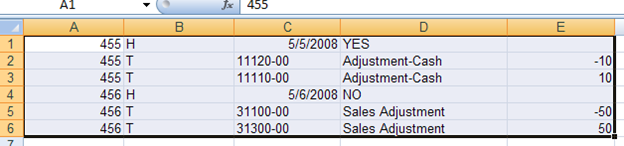 A1 fx 455
A B C D E
1 455 H 5/5/2008 YES
2 455 T 11120-00 Adjustment-Cash -10
3 455 T 11110-00 Adjustment-Cash 10
4 456 H 5/6/2008 NO
5 456 T 31100-00 Sales Adjustment -50
6 456 T 31300-00 Sales Adjustment 50
7